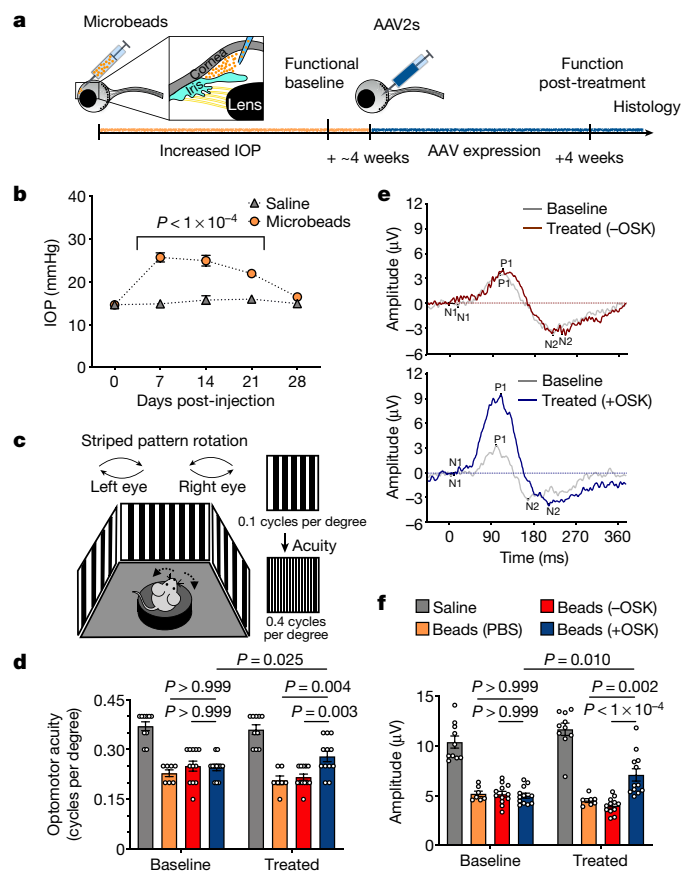 a
Microbeads
AAV2s
Cornea
Iris
Lens
Functional
baseline
Function
post-treatment
Histology
Increased IOP
+ ~4 weeks
AAV expression
+4 weeks
b
IOP (mmHg)
40
30
20
10
0
Saline
Microbeads
P < 1 × 10⁻⁴
0 7 14 21 28
Days post-injection
c
Striped pattern rotation
Left eye
Right eye
0.1 cycles per degree
Acuity
0.4 cycles
per degree
d
Optomotor acuity
(cycles per degree)
0.45
0.30
0.15
0
P = 0.025
P > 0.999
P = 0.004
P > 0.999
P = 0.003
Baseline
Treated
e
Amplitude (μV)
12
9
6
3
0
−3
−6
Baseline
Treated (−OSK)
P1
P1
N1
N1
N2
N2
Amplitude (μV)
12
9
6
3
0
−3
−6
Baseline
Treated (+OSK)
P1
P1
N1
N1
N2
N2
0 90 180 270 360
Time (ms)
f
Saline
Beads (−OSK)
Beads (PBS)
Beads (+OSK)
Amplitude (μV)
15
10
5
0
P = 0.010
P > 0.999
P = 0.002
P > 0.999
P < 1 × 10⁻⁴
Baseline
Treated